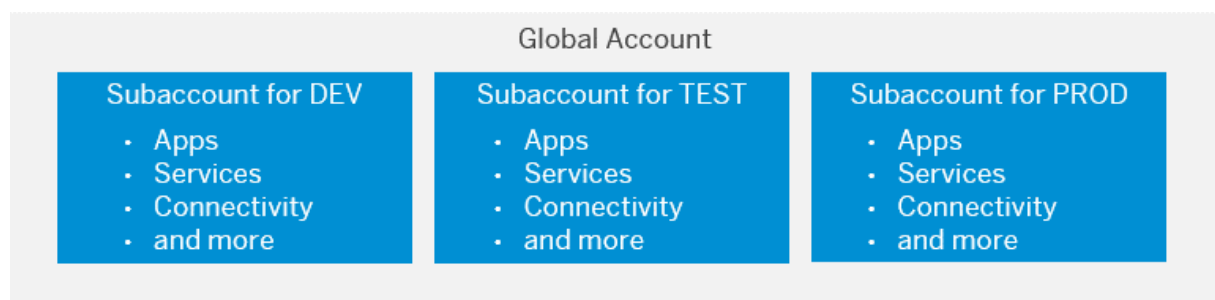 Global Account
Subaccount for DEV
• Apps
• Services
• Connectivity
• and more
Subaccount for TEST
• Apps
• Services
• Connectivity
• and more
Subaccount for PROD
• Apps
• Services
• Connectivity
• and more